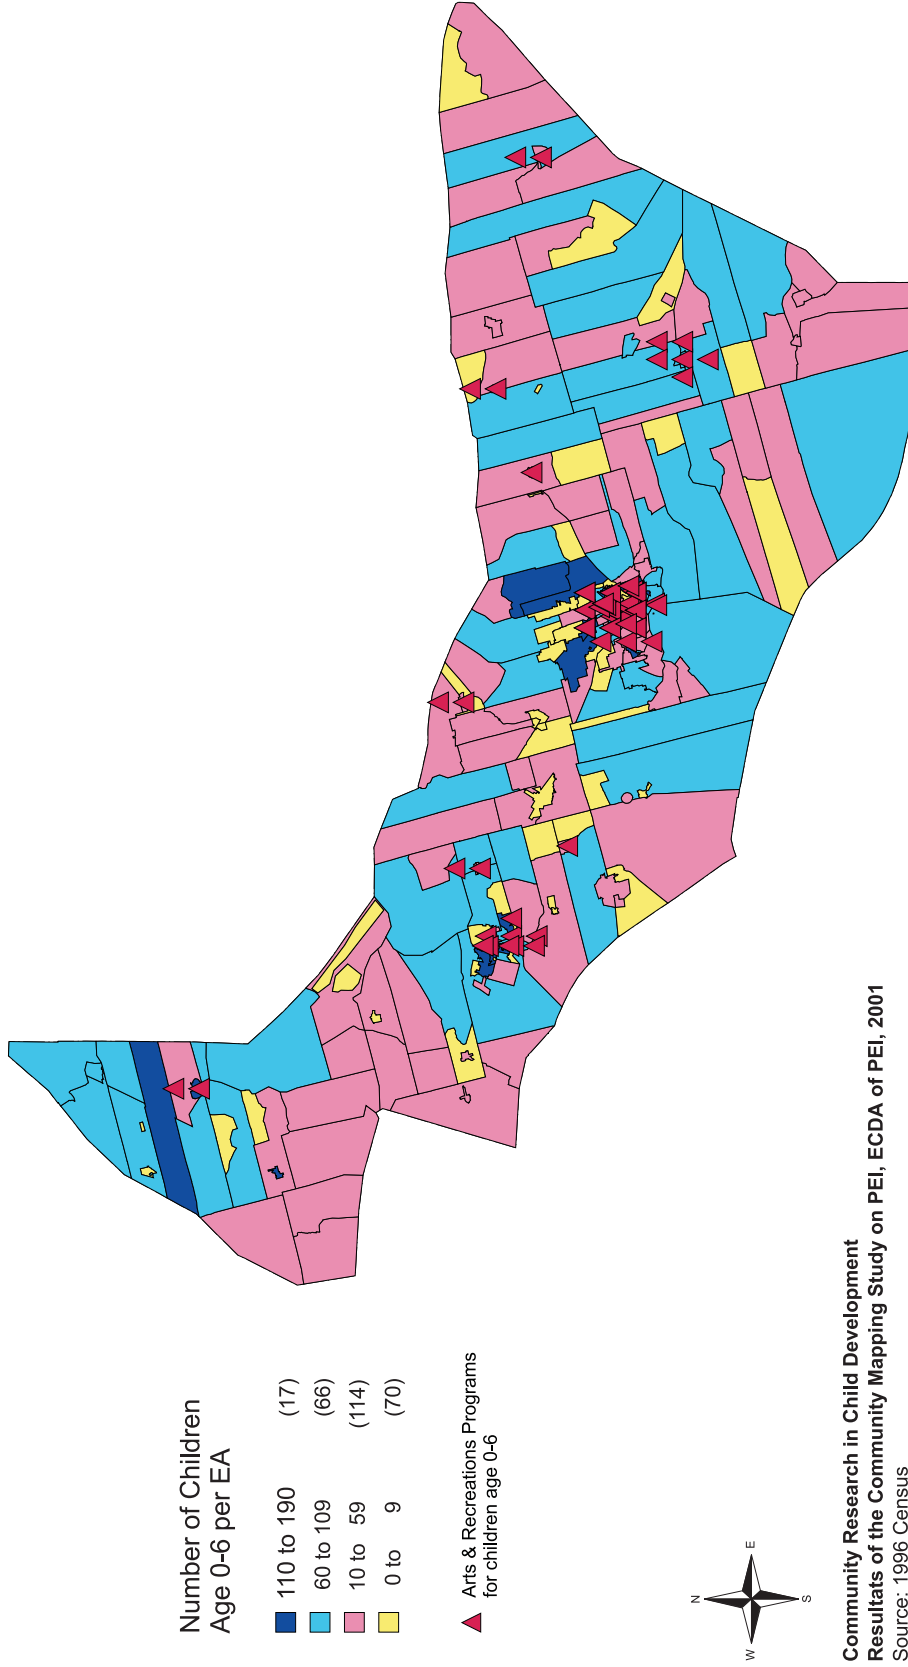 Number of Children
Age 0-6 per EA
110 to 190 (17)
60 to 109 (66)
10 to 59 (114)
0 to 9 (70)
Arts & Recreations Programs
for children age 0-6
N
W E
S
Community Research in Child Development
Resultats of the Community Mapping Study on PEI, ECDA of PEI, 2001
Source: 1996 Census